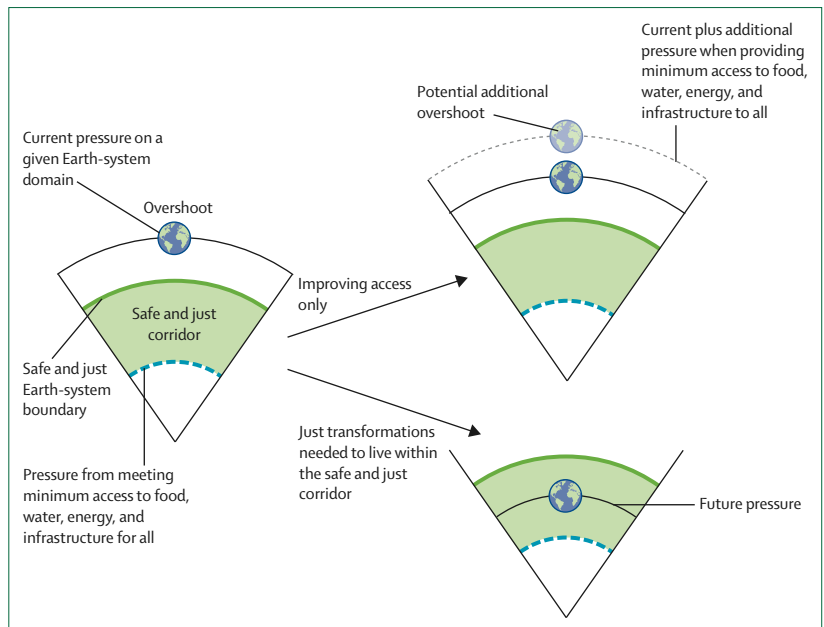 Current pressure on a
given Earth-system
domain
Overshoot
Safe and just
corridor
Safe and just
Earth-system
boundary
Pressure from meeting
minimum access to food,
water, energy, and
infrastructure for all
Improving access
only
Potential additional
overshoot
Current plus additional
pressure when providing
minimum access to food,
water, energy, and
infrastructure to all
Just transformations
needed to live within
the safe and just
corridor
Future pressure